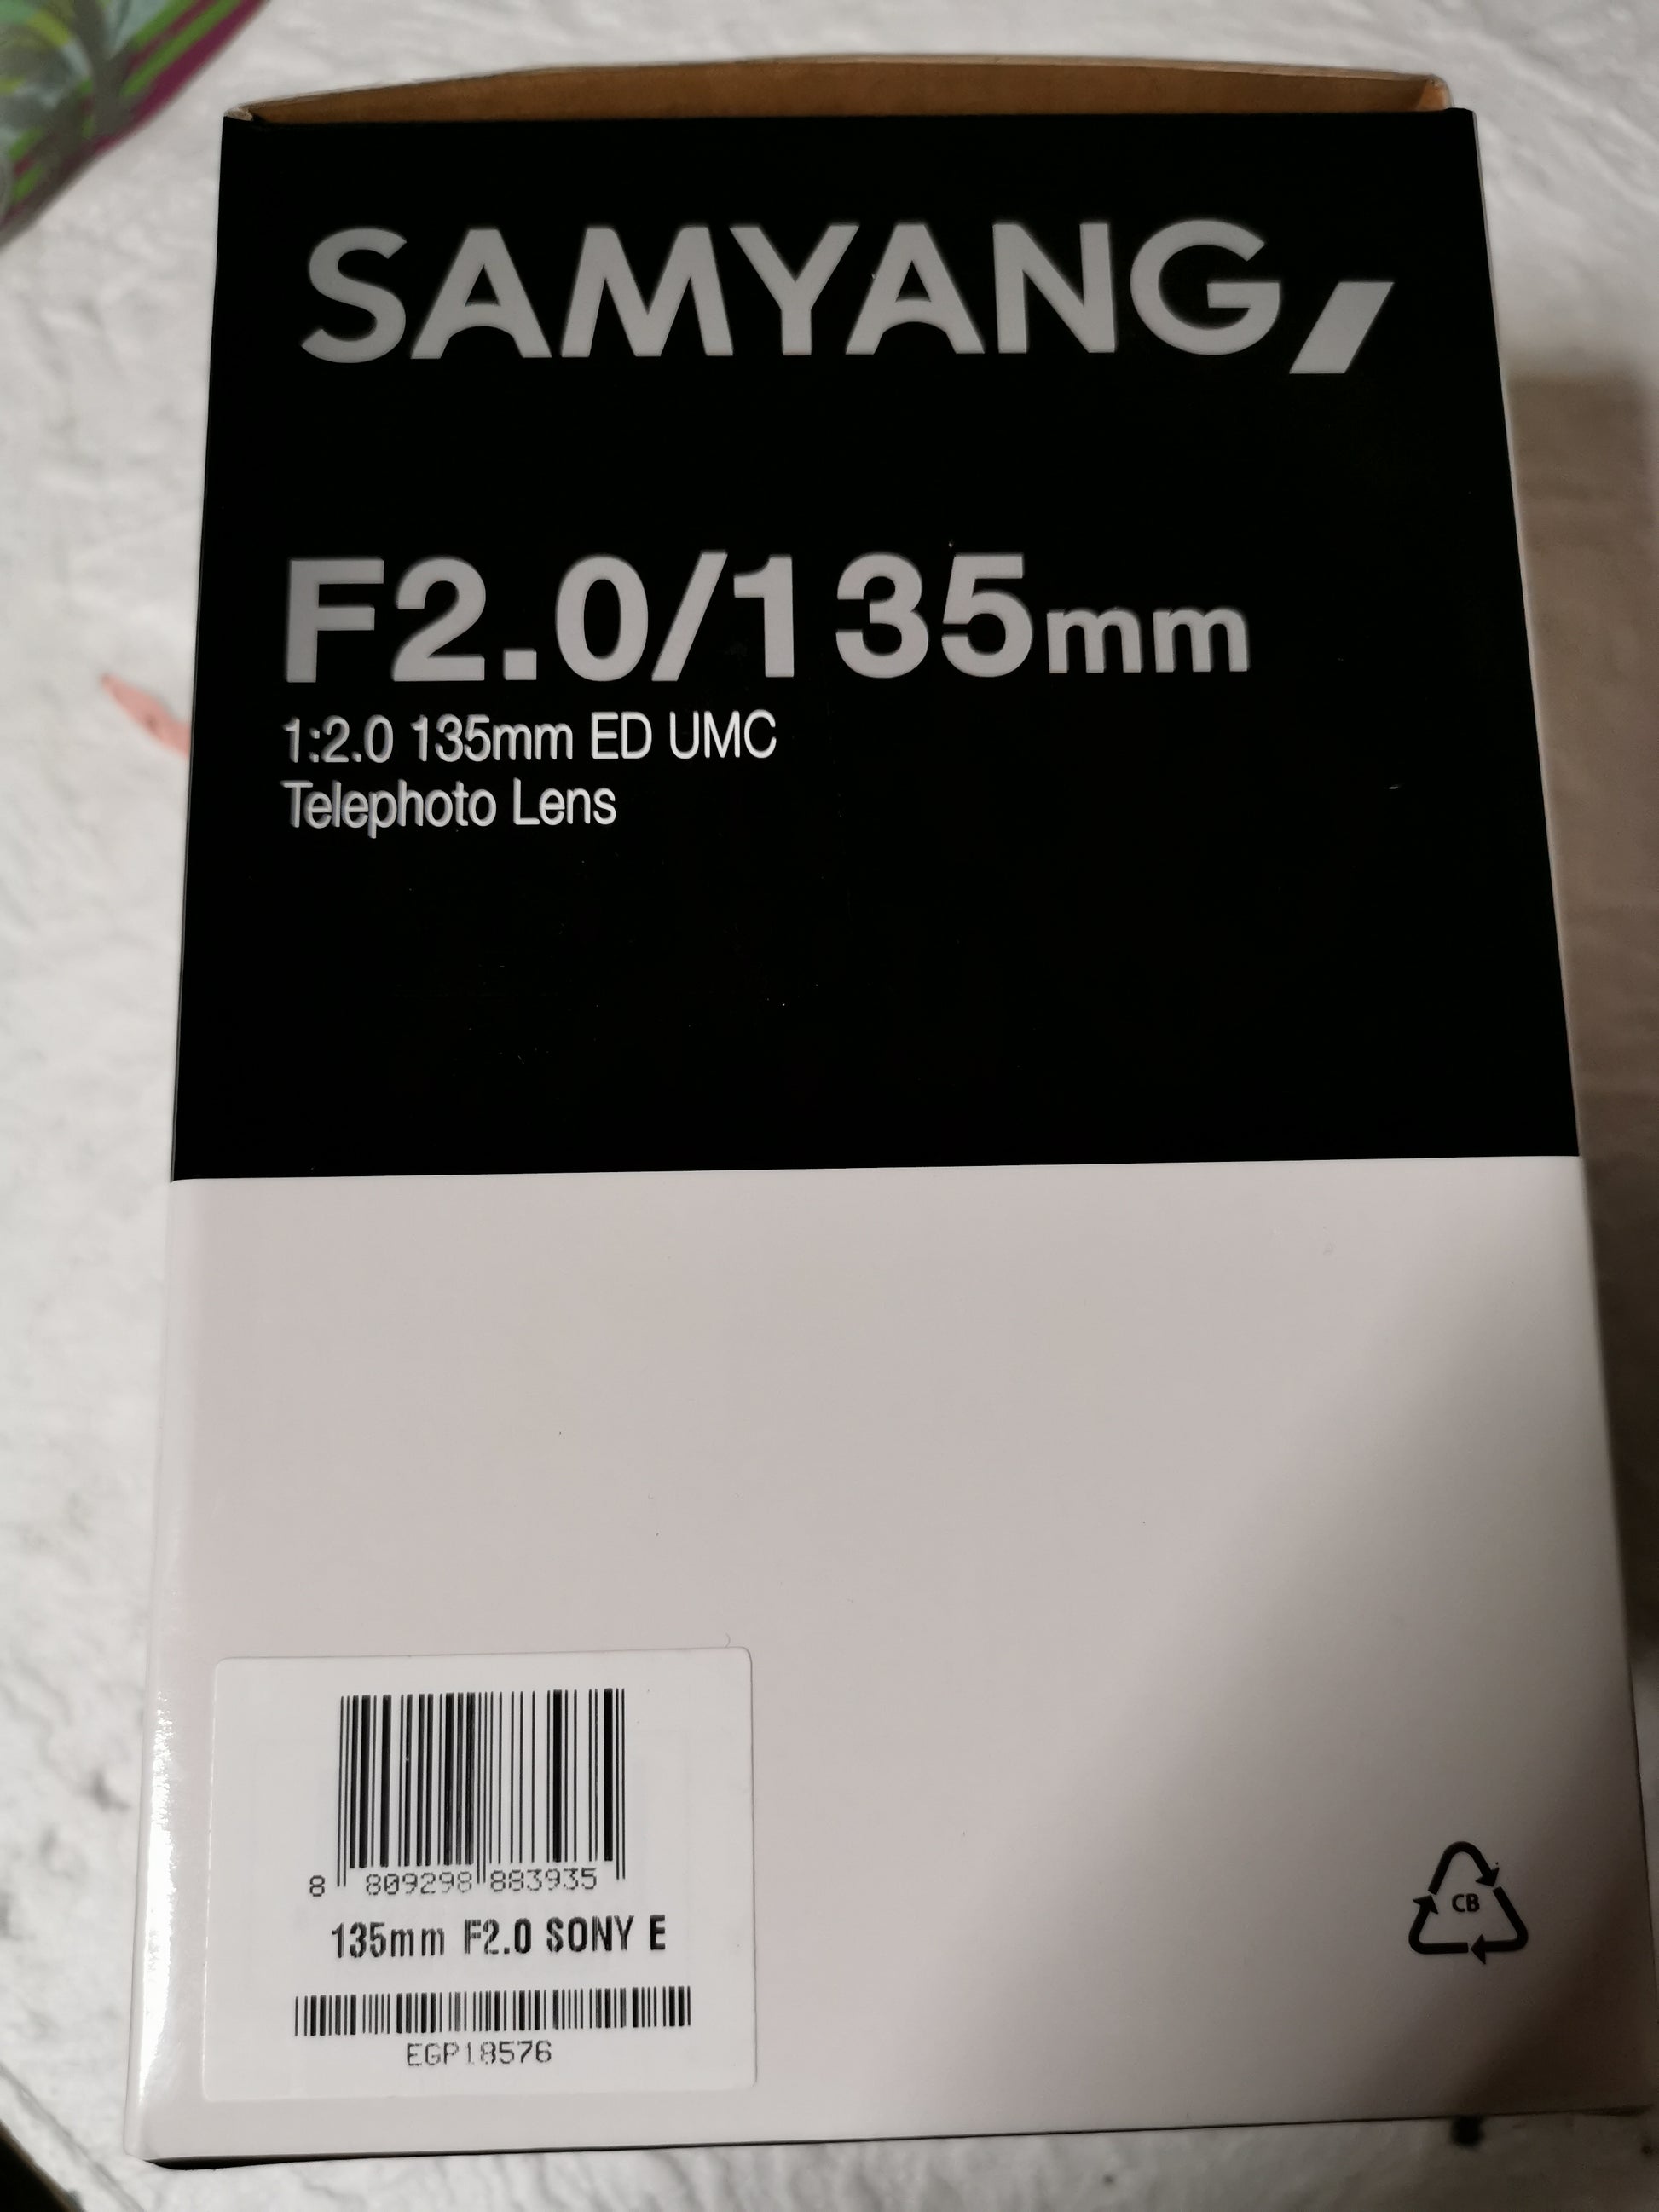 SAMYANG
F2.0/135mm
1:2.0 135mm ED UMC
Telephoto Lens
8 809298 883935
135mm F2.0 SONY E
EGP18576
CB